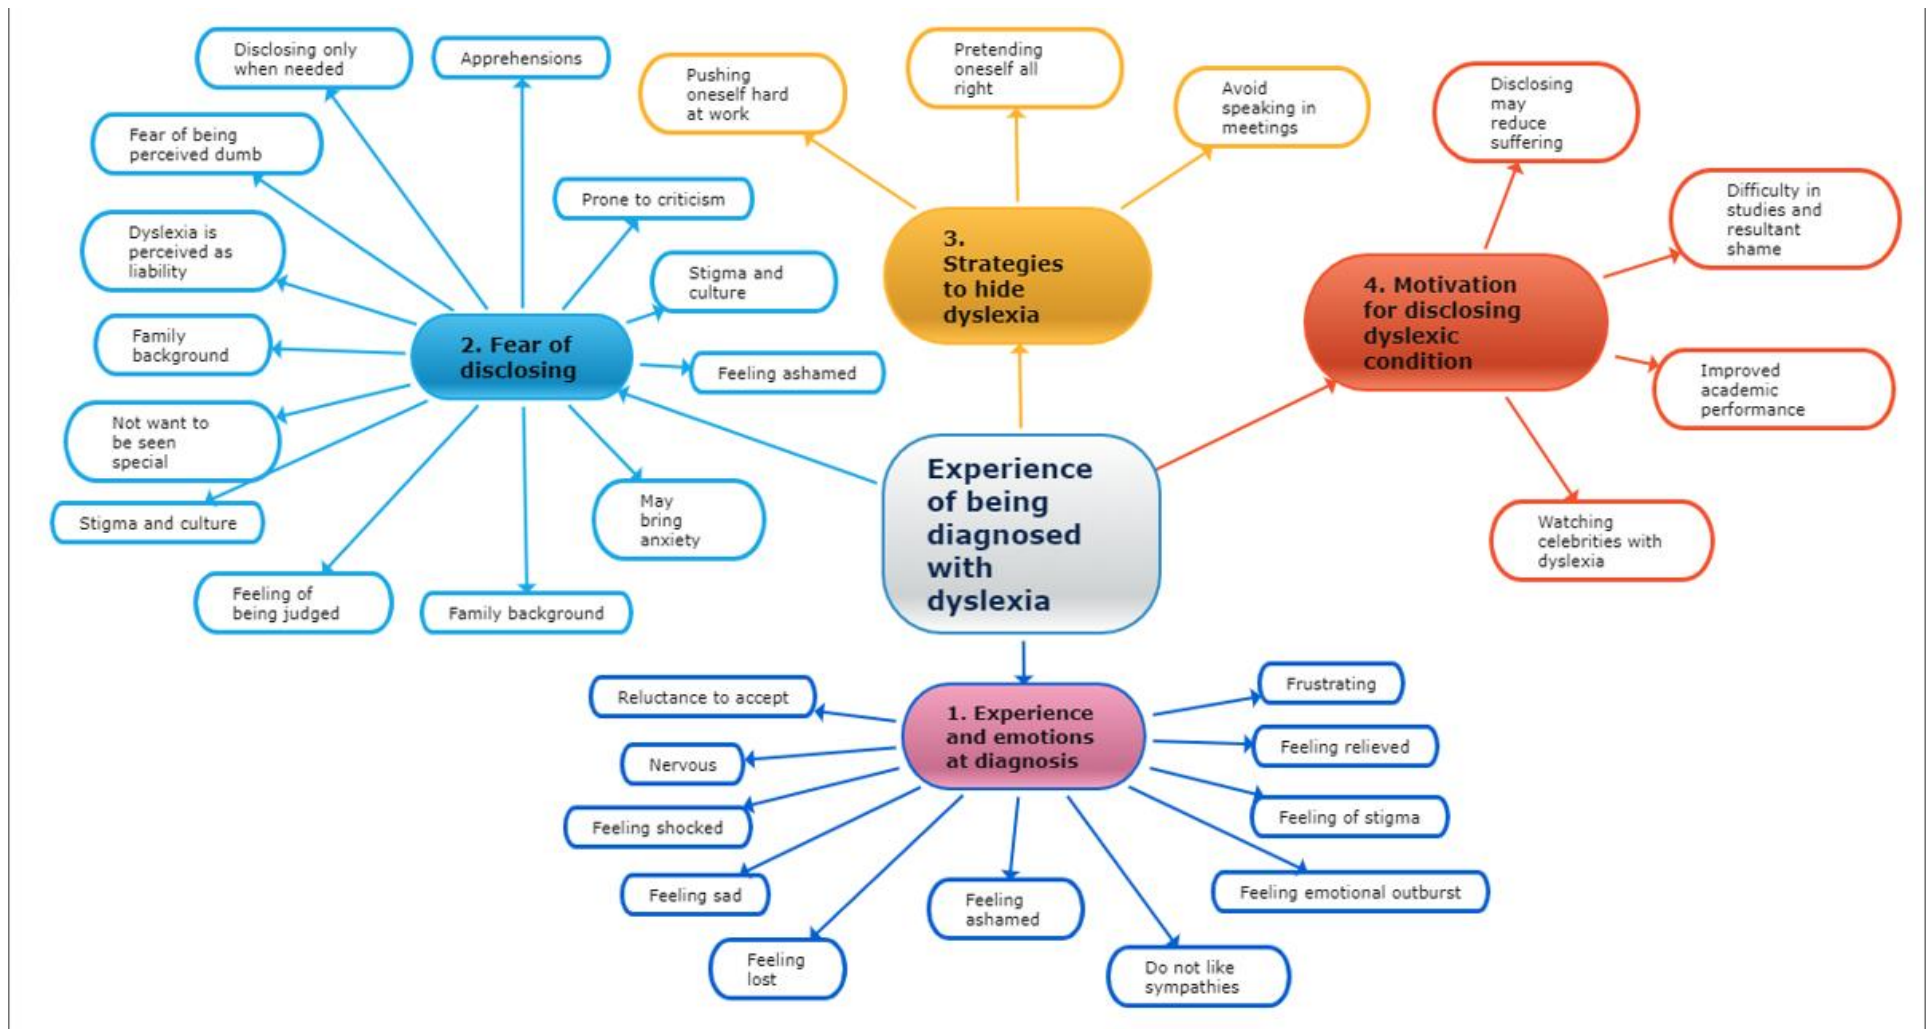 Disclosing only
when needed
Apprehensions
Fear of being
perceived dumb
Prone to criticism
Dyslexia is
perceived as
liability
Stigma and
culture
Family
background
2. Fear of
disclosing
Feeling ashamed
Not want to
be seen
special
Stigma and culture
May
bring
anxiety
Feeling of
being judged
Family background
Pushing
oneself hard
at work
Pretending
oneself all
right
Avoid
speaking in
meetings
3.
Strategies
to hide
dyslexia
Disclosing
may
reduce
suffering
Difficulty in
studies and
resultant
shame
4. Motivation
for disclosing
dyslexic
condition
Improved
academic
performance
Watching
celebrities with
dyslexia
Experience
of being
diagnosed
with
dyslexia
1. Experience
and emotions
at diagnosis
Reluctance to accept
Nervous
Feeling shocked
Feeling sad
Feeling
lost
Feeling
ashamed
Do not like
sympathies
Feeling emotional outburst
Feeling of stigma
Feeling relieved
Frustrating